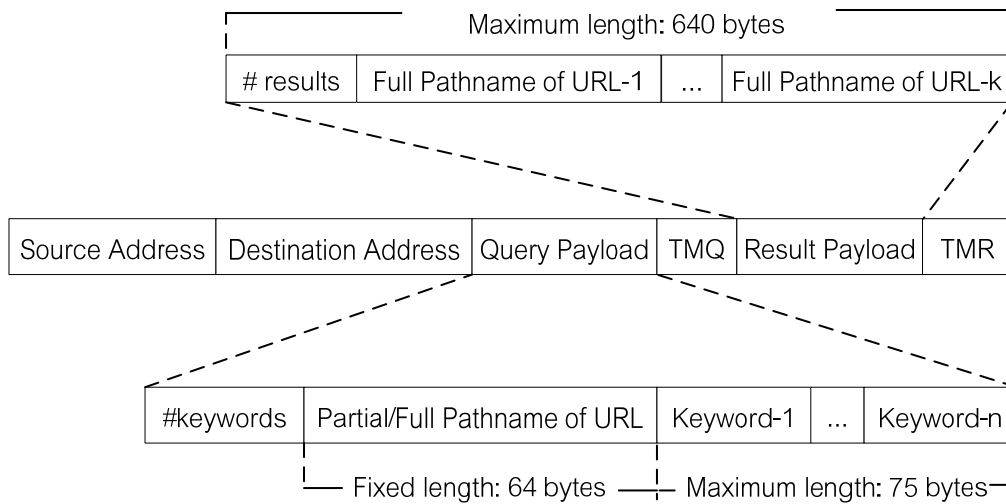 Maximum length: 640 bytes
# results Full Pathname of URL-1 ... Full Pathname of URL-k
Source Address Destination Address Query Payload TMQ Result Payload TMR
#keywords Partial/Full Pathname of URL Keyword-1 ... Keyword-n
Fixed length: 64 bytes Maximum length: 75 bytes